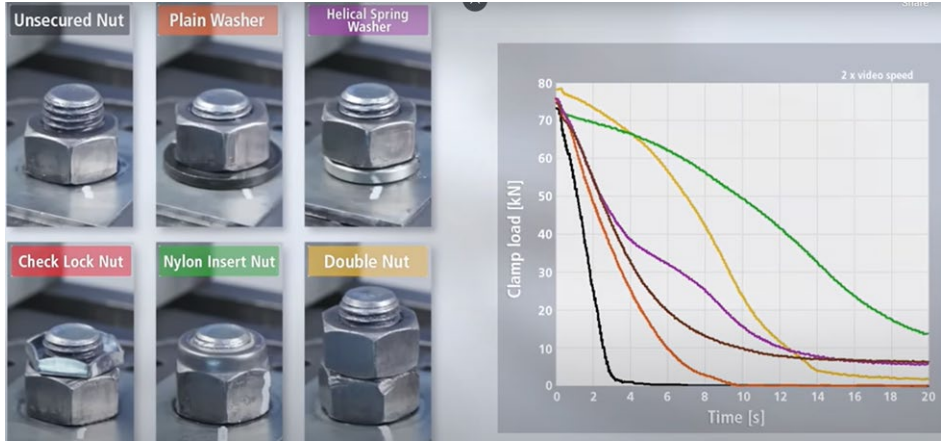 Share
Unsecured Nut
Plain Washer
Helical Spring
Washer
2 x video speed
80
70
60
50
40
30
20
10
0
Clamp load [kN]
0 2 4 6 8 10 12 14 16 18 20
Time [s]
Check Lock Nut
Nylon Insert Nut
Double Nut